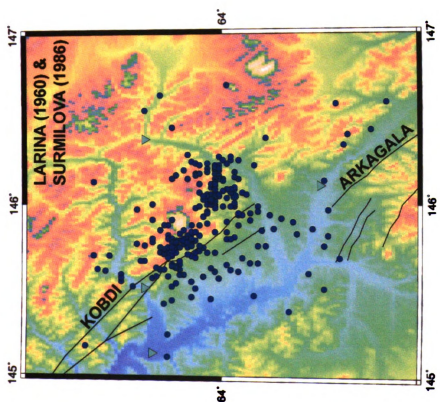 LARINA (1960) &
SURMILOVA (1986)
147°
64°
KOBDI
146°
ARKAGALA
146°
145°
64°
145°
147°